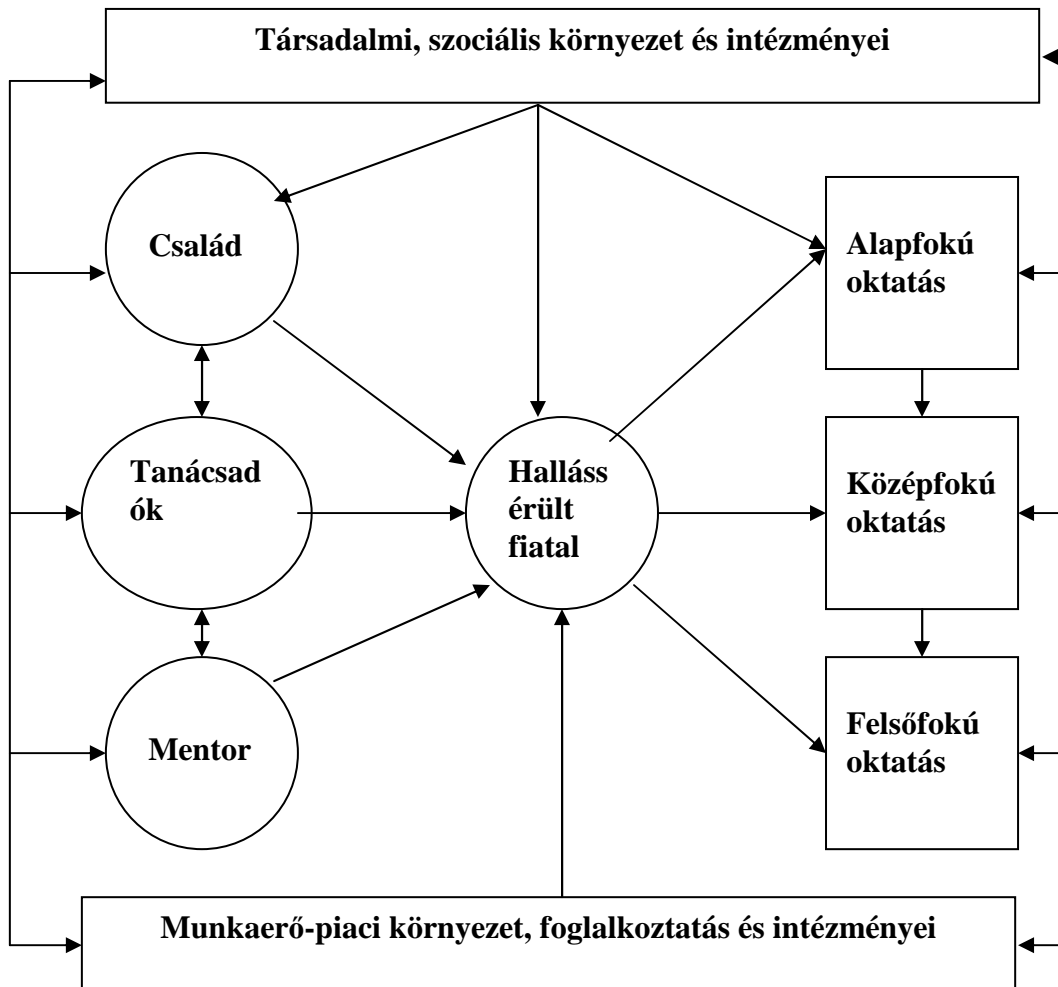 Társadalmi, szociális környezet és intézményei
Család
Alapfokú
oktatás
Tanácsad
ók
Halláss
érült
fiatal
Középfokú
oktatás
Mentor
Felsőfokú
oktatás
Munkaerő-piaci környezet, foglalkoztatás és intézményei